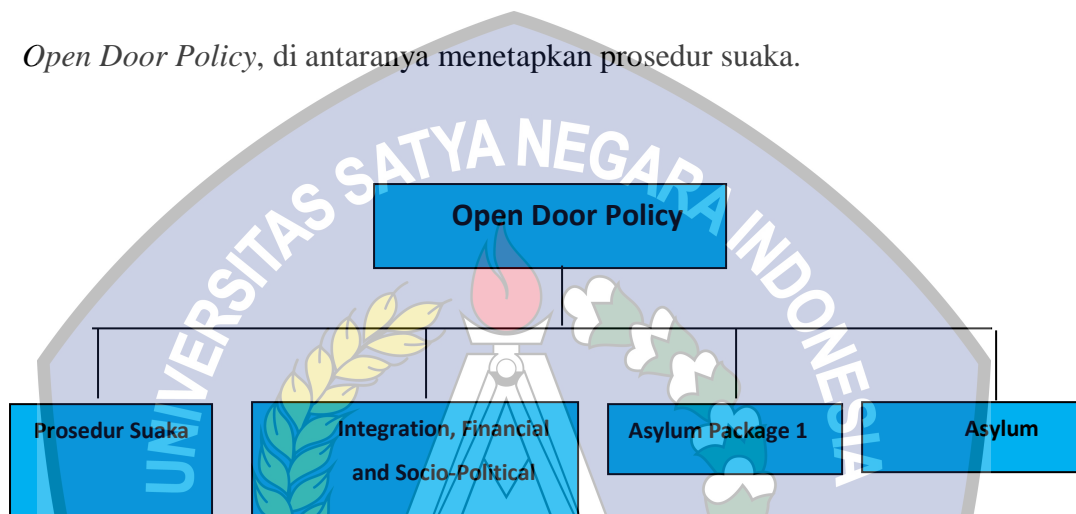 Open Door Policy, di antaranya menetapkan prosedur suaka.
UNIVERSITAS SATYA NEGARA INDONESIA
Open Door Policy
Prosedur Suaka
Integration, Financial
and Socio-Political
Asylum Package 1
Asylum